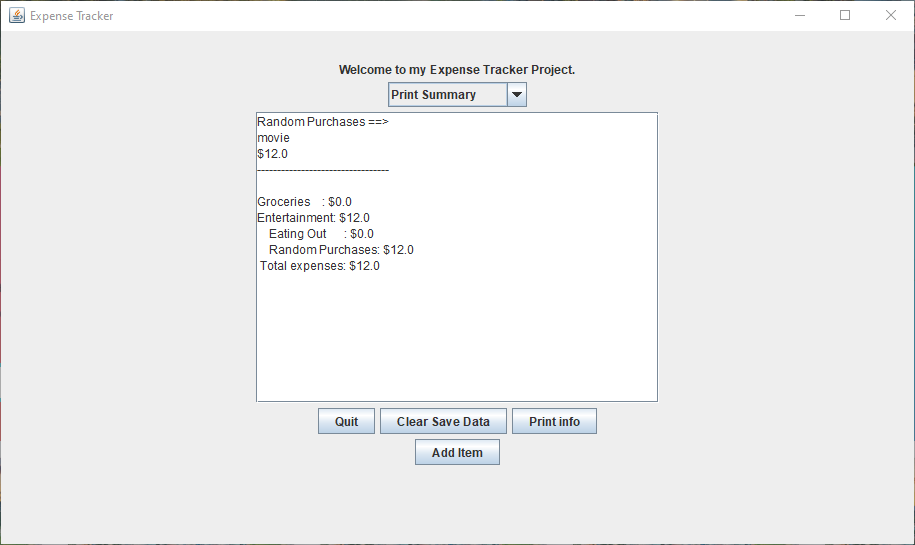 Expense Tracker
Welcome to my Expense Tracker Project.
Print Summary
Random Purchases ==>
movie
$12.0
---------------------------------
Groceries    : $0.0
Entertainment: $12.0
Eating Out     : $0.0
Random Purchases: $12.0
Total expenses: $12.0
Quit Clear Save Data Print info
Add Item